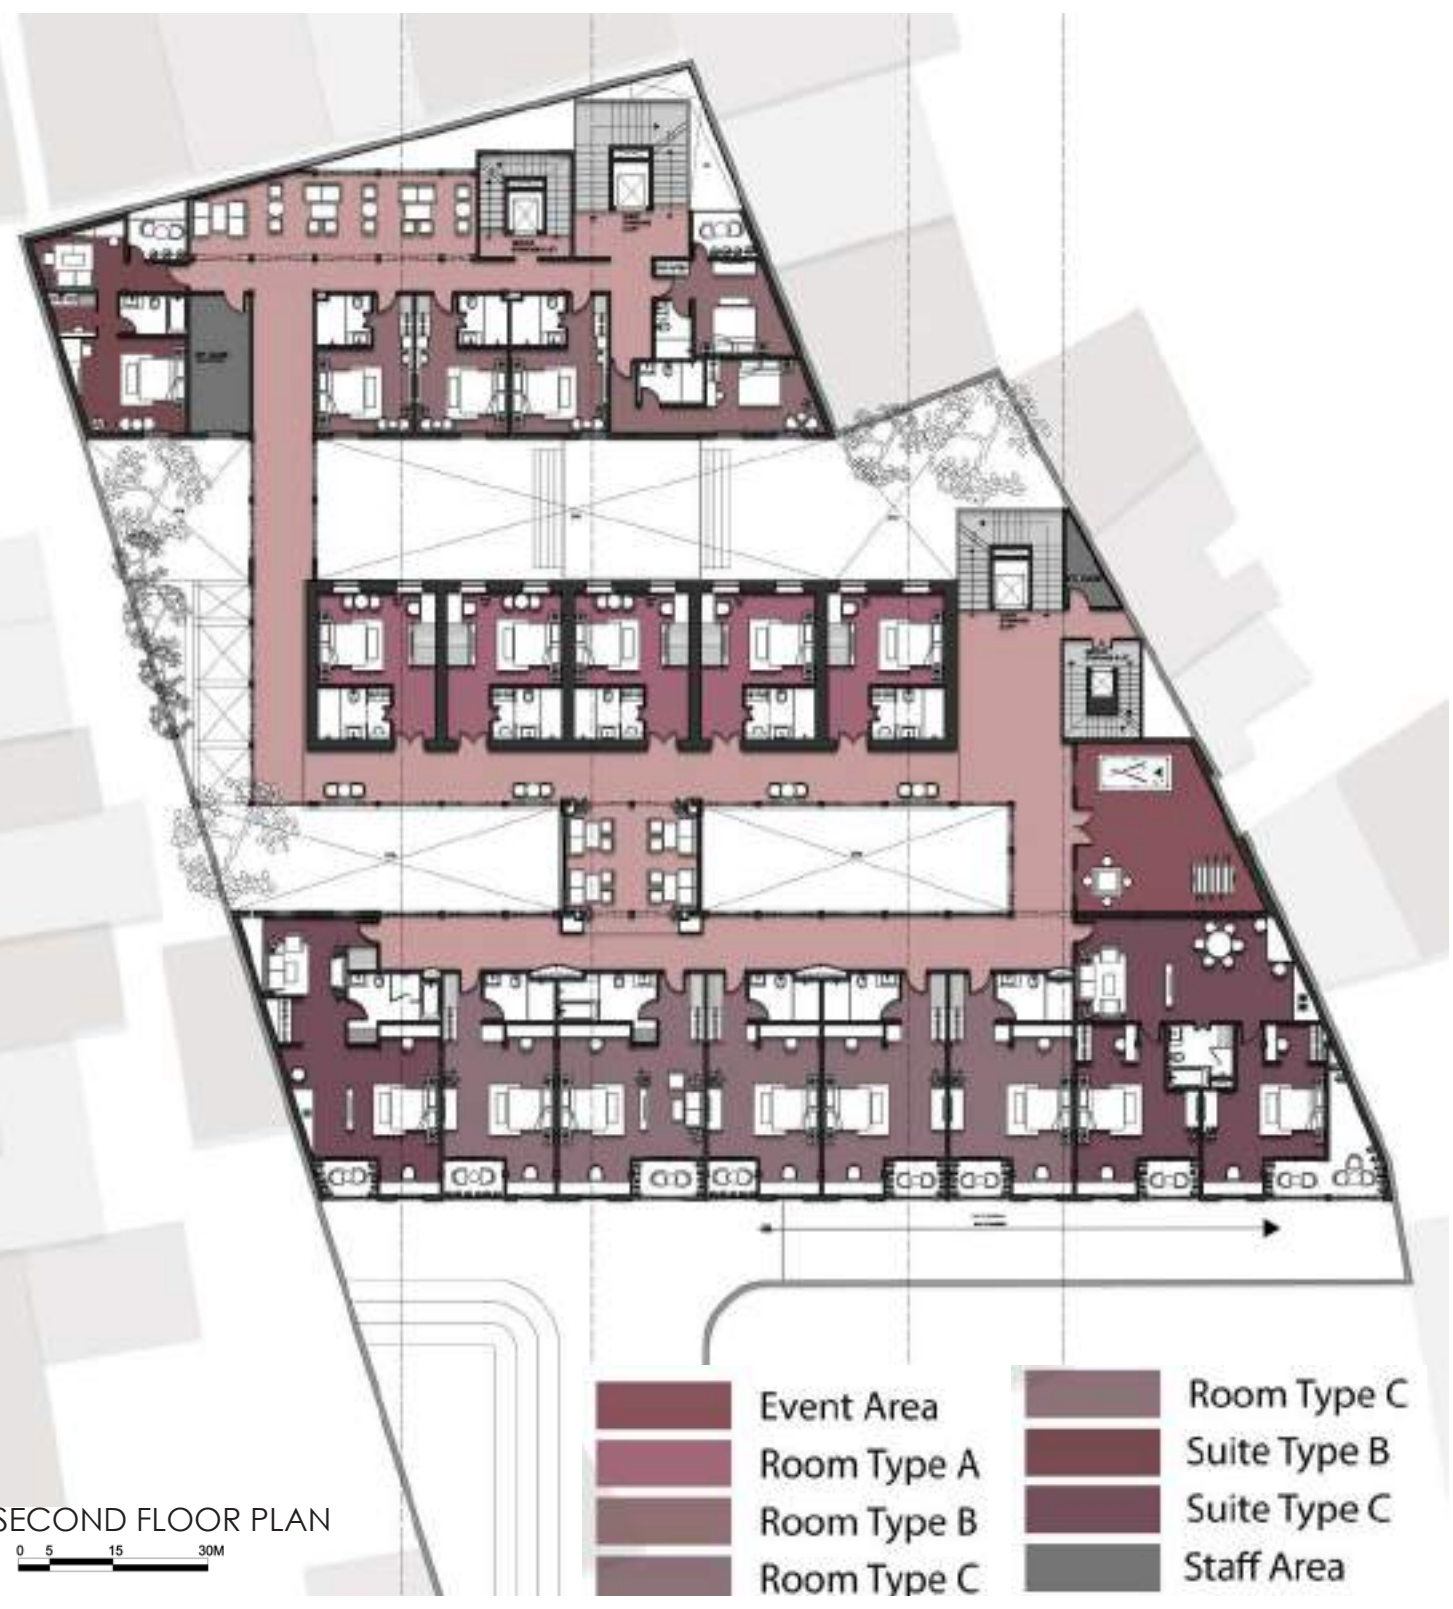 Event Area
Room Type A
Room Type B
Room Type C
Room Type C
Suite Type B
Suite Type C
Staff Area
SECOND FLOOR PLAN
0 5 15 30M